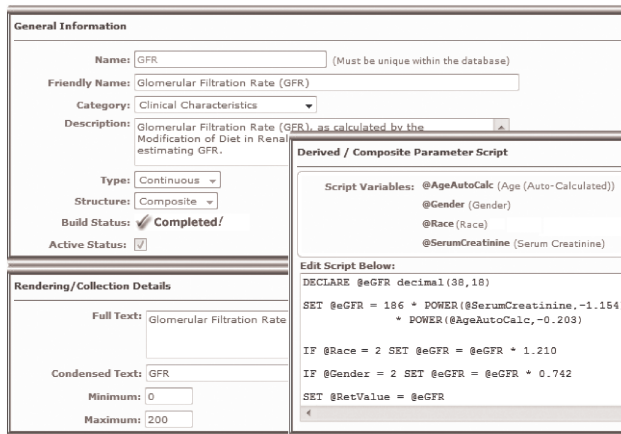 General Information
Name: GFR (Must be unique within the database)
Friendly Name: Glomerular Filtration Rate (GFR)
Category: Clinical Characteristics
Description: Glomerular Filtration Rate (GFR), as calculated by the
Modification of Diet in Renal
estimating GFR.
Type: Continuous
Structure: Composite
Build Status: Completed!
Active Status:
Rendering/Collection Details
Full Text: Glomerular Filtration Rate
Condensed Text: GFR
Minimum: 0
Maximum: 200
Derived / Composite Parameter Script
Script Variables: @AgeAutoCalc (Age (Auto-Calculated))
@Gender (Gender)
@Race (Race)
@SerumCreatinine (Serum Creatinine)
Edit Script Below:
DECLARE @eGFR decimal(38,18)
SET @eGFR = 186 * POWER(@SerumCreatinine,-1.154
* POWER(@AgeAutoCalc,-0.203)
IF @Race = 2 SET @eGFR = @eGFR * 1.210
IF @Gender = 2 SET @eGFR = @eGFR * 0.742
SET @RetValue = @eGFR